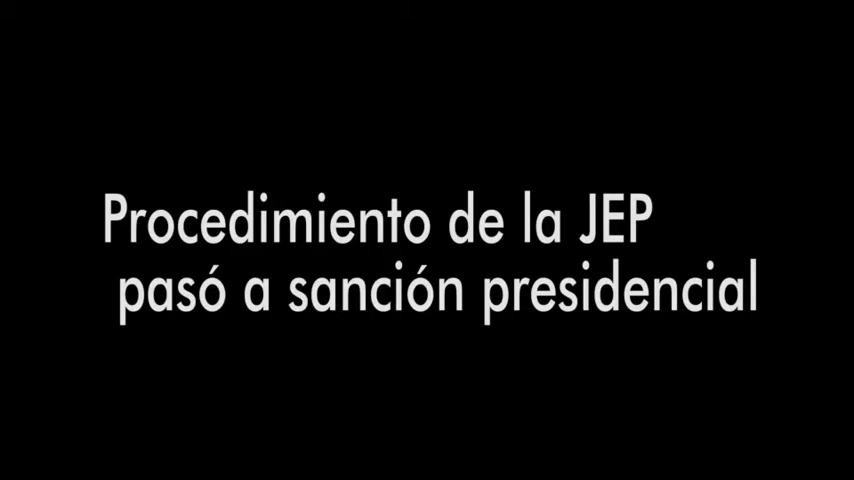 Procedimiento de la JEP
pasó a sanción presidencial